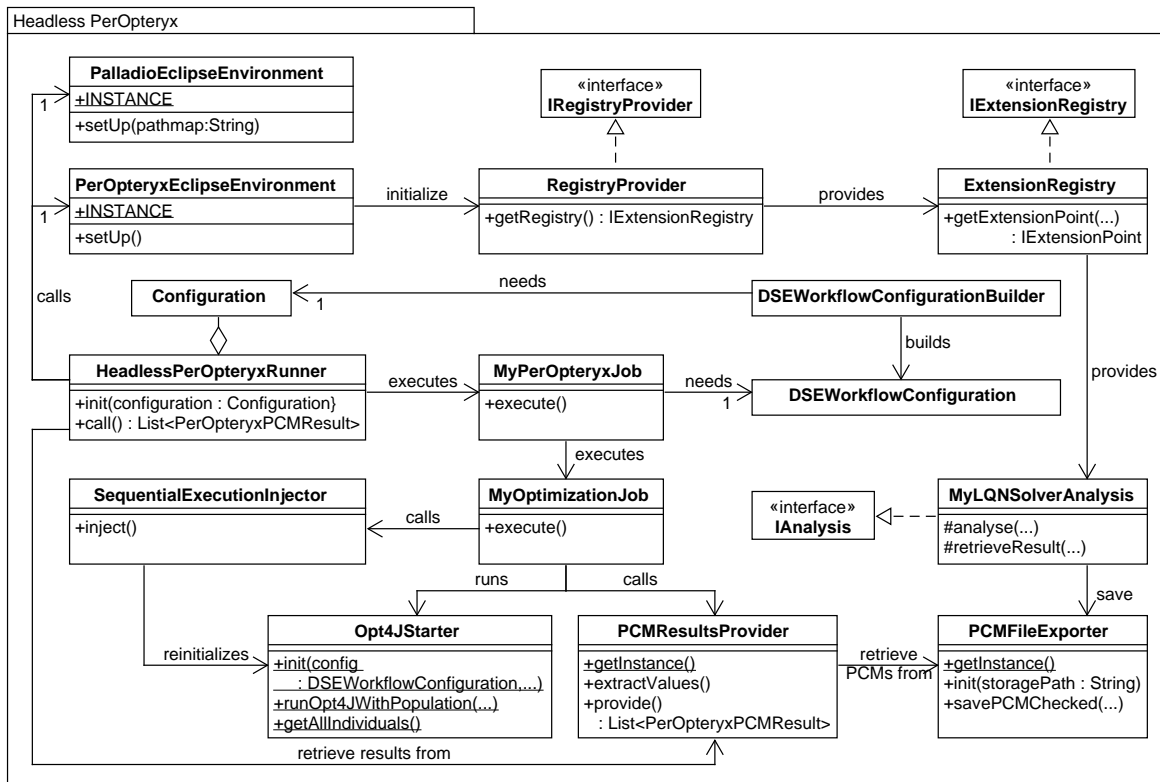 Headless PerOpteryx
PalladioEclipseEnvironment
+INSTANCE
+setUp(pathmap:String)
1
«interface»
IRegistryProvider
«interface»
IExtensionRegistry
PerOpteryxEclipseEnvironment
+INSTANCE
+setUp()
1
initialize
RegistryProvider
+getRegistry() : IExtensionRegistry
provides
ExtensionRegistry
+getExtensionPoint(...)
: IExtensionPoint
calls
Configuration
1
needs
DSEWorkflowConfigurationBuilder
builds
provides
HeadlessPerOpteryxRunner
+init(configuration : Configuration}
+call() : List<PerOpteryxPCMResult>
executes
MyPerOpteryxJob
+execute()
needs
1
DSEWorkflowConfiguration
executes
SequentialExecutionInjector
+inject()
calls
MyOptimizationJob
+execute()
«interface»
IAnalysis
MyLQNSolverAnalysis
#analyse(...)
#retrieveResult(...)
runs
calls
save
reinitializes
Opt4JStarter
+init(config
: DSEWorkflowConfiguration,...)
+runOpt4JWithPopulation(...)
+getAllIndividuals()
PCMResultsProvider
+getInstance()
+extractValues()
+provide()
: List<PerOpteryxPCMResult>
retrieve
PCMs from
PCMFileExporter
+getInstance()
+init(storagePath : String)
+savePCMChecked(...)
retrieve results from